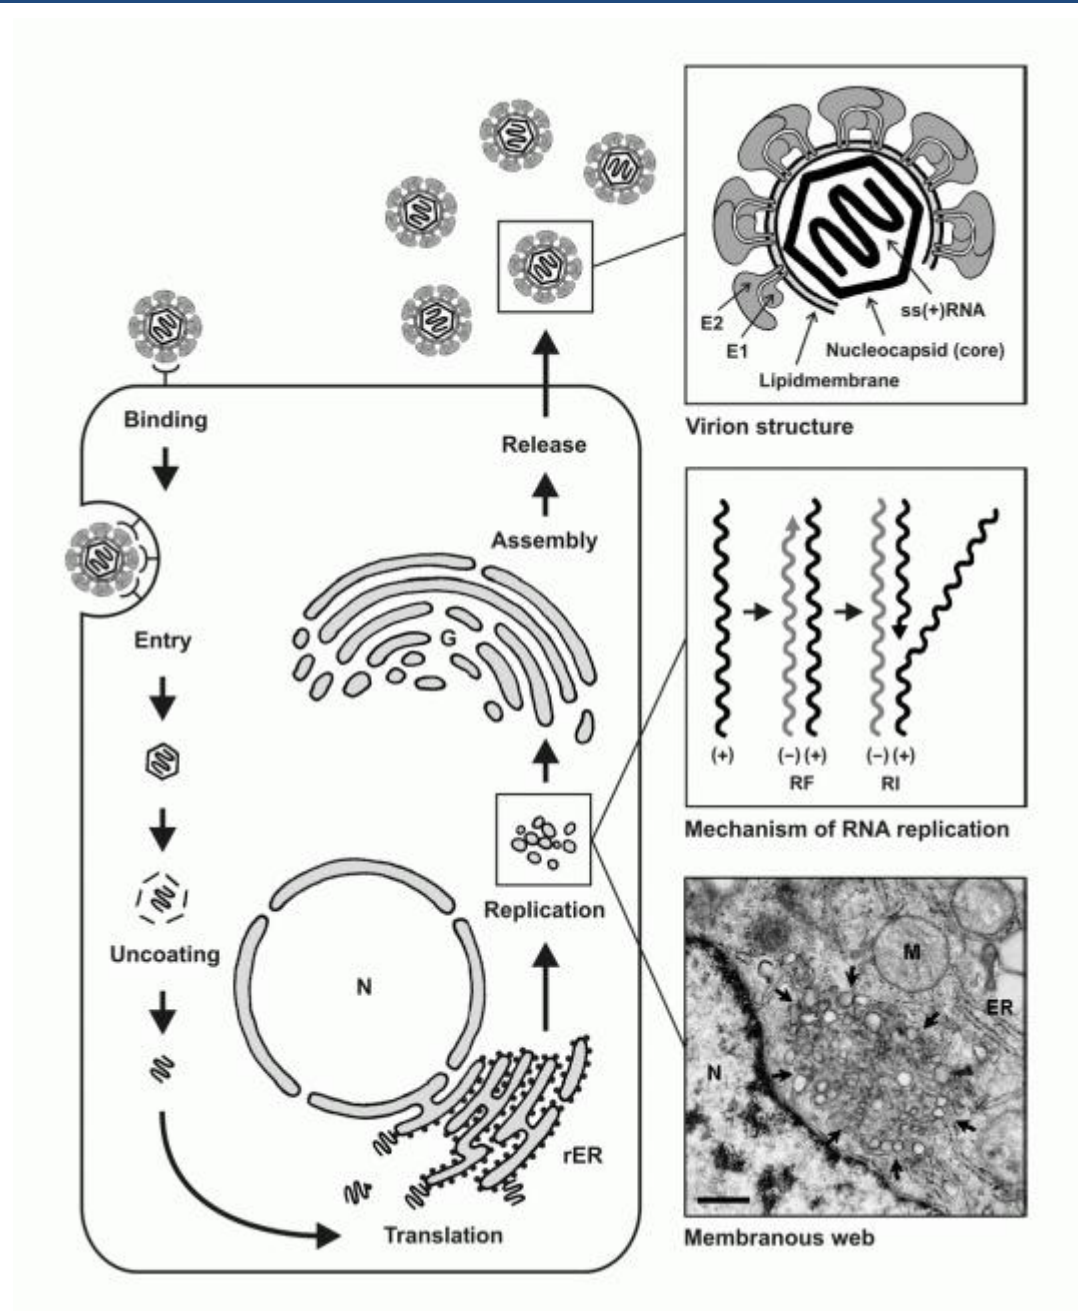 E2
E1
ss(+)RNA
Nucleocapsid (core)
Lipidmembrane
Virion structure
Binding
Release
Assembly
G
Entry
(+)
(−) (+)
(−) (+)
RF
RI
Mechanism of RNA replication
Replication
Uncoating
N
rER
Translation
M
ER
N
Membranous web